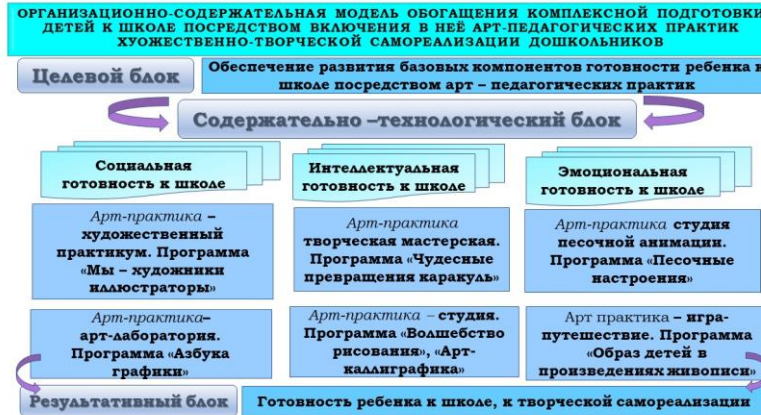 ОРГАНИЗАЦИОННО-СОДЕРЖАТЕЛЬНАЯ МОДЕЛЬ ОБОГАЩЕНИЯ КОМПЛЕКСНОЙ ПОДГОТОВКИ
ДЕТЕЙ К ШКОЛЕ ПОСРЕДСТВОМ ВКЛЮЧЕНИЯ В НЕЁ АРТ-ПЕДАГОГИЧЕСКИХ ПРАКТИК
ХУОЖЕСТВЕННО-ТВОРЧЕСКОЙ САМОРЕАЛИЗАЦИИ ДОШКОЛЬНИКОВ
Целевой блок
Обеспечение развития базовых компонентов готовности ребенка к
школе посредством арт – педагогических практик
Содержательно –технологический блок
Социальная
готовность к школе
Интеллектуальная
готовность к школе
Эмоциональная
готовность к школе
Арт-практика –
художественный
практикум. Программа
«Мы – художники
иллюстраторы»
Арт-практика
творческая мастерская.
Программа «Чудесные
превращения каракуль»
Арт-практика студия
песочной анимации.
Программа «Песочные
настроения»
Арт-практика–
арт-лаборатория.
Программа «Азбука
графики»
Арт-практика – студия.
Программа «Волшебство
рисования», «Арт-
каллиграфика»
Арт практика – игра-
путешествие. Программа
«Образ детей в
произведениях живописи»
Результативный блок
Готовность ребенка к школе, к творческой самореализации